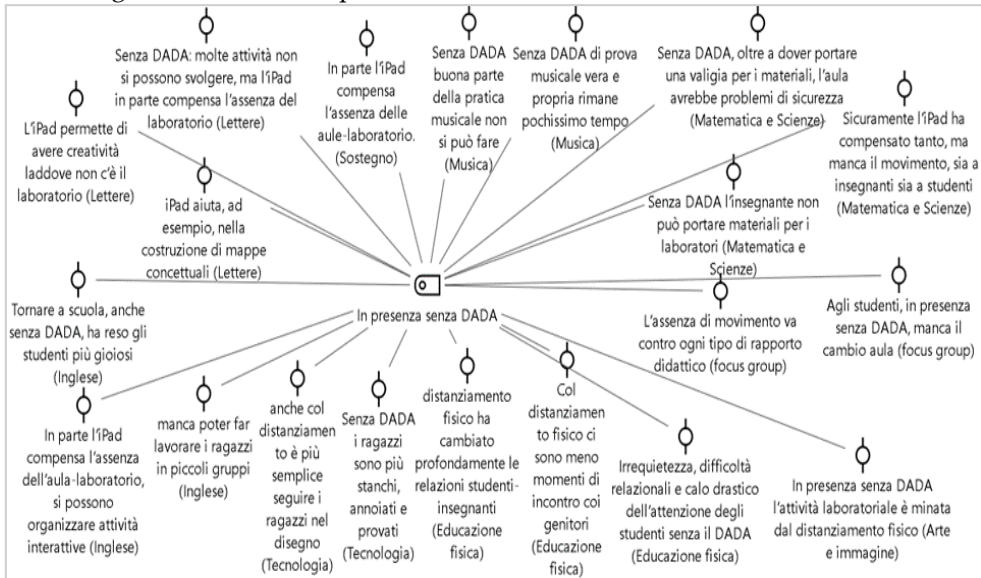 Senza DADA: molte attività non
si possono svolgere, ma l'iPad
in parte compensa l'assenza del
laboratorio (Lettere)
In parte l'iPad
compensa
l'assenza delle
aule-laboratorio.
(Sostegno)
Senza DADA
buona parte
della pratica
musicale non
si può fare
(Musica)
Senza DADA di prova
musicale vera e
propria rimane
pochissimo tempo
(Musica)
Senza DADA, oltre a dover portare
una valigia per i materiali, l'aula
avrebbe problemi di sicurezza
(Matematica e Scienze)
Sicuramente l'iPad ha
compensato tanto, ma
manca il movimento, sia a
insegnanti sia a studenti
(Matematica e Scienze)
L'iPad permette di
avere creatività
laddove non c'è il
laboratorio (Lettere)
iPad aiuta, ad
esempio, nella
costruzione di mappe
concettuali (Lettere)
Senza DADA l'insegnante non
può portare materiali per i
laboratori (Matematica e
Scienze)
Tornare a scuola, anche
senza DADA, ha reso gli
studenti più gioiosi
(Inglese)
In presenza senza DADA
L'assenza di movimento va
contro ogni tipo di rapporto
didattico (focus group)
Agli studenti, in presenza
senza DADA, manca il
cambio aula (focus group)
In parte l'iPad
compensa l'assenza
dell'aula-laboratorio,
si possono
organizzare attività
interattive (Inglese)
manca poter far
lavorare i ragazzi
in piccoli gruppi
(Inglese)
anche col
distanziamen
to è più
semplice
seguire i
ragazzi nel
disegno
(Tecnologia)
Senza DADA
i ragazzi
sono più
stanchi,
annoiati e
provati
(Tecnologia)
distanziamento
fisico ha
cambiato
profondamente le
relazioni studenti-
insegnanti
(Educazione
fisica)
Col
distanziamen
to fisico ci
sono meno
momenti di
incontro coi
genitori
(Educazione
fisica)
Irrequietezza, difficoltà
relazionali e calo drastico
dell'attenzione degli
studenti senza il DADA
(Educazione fisica)
In presenza senza DADA
l'attività laboratoriale è minata
dal distanziamento fisico (Arte
e immagine)